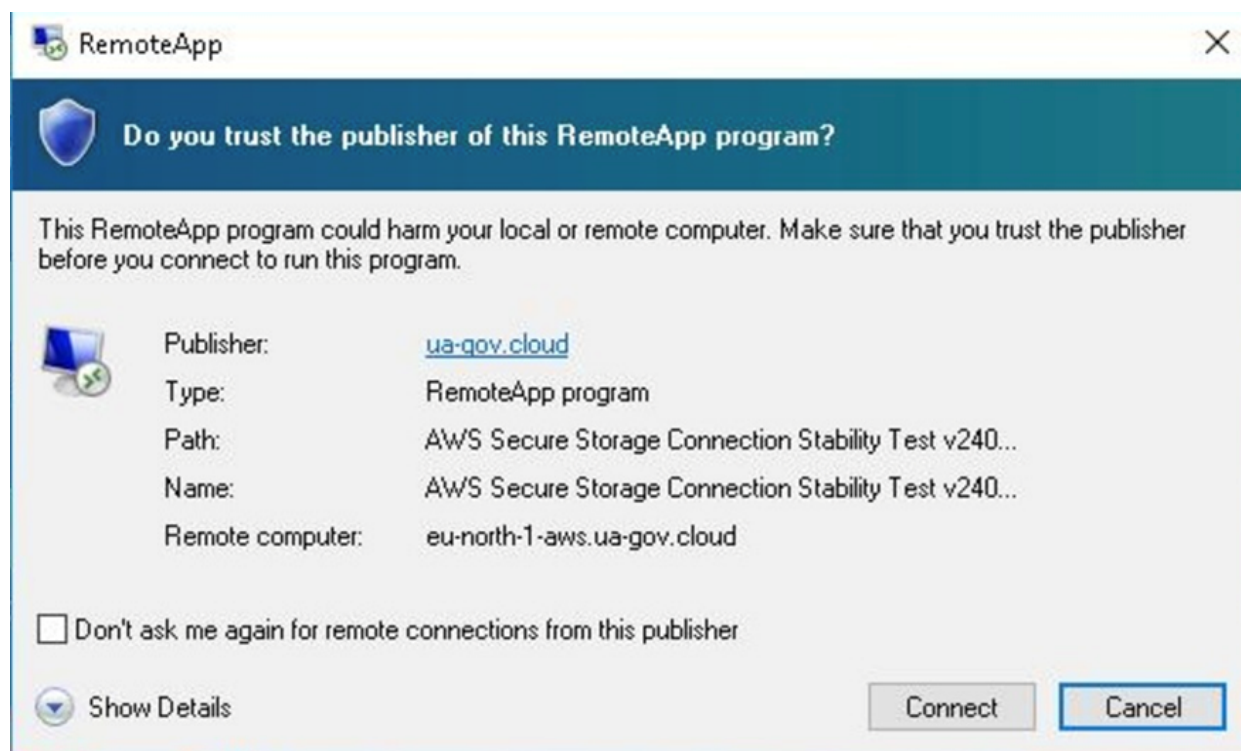 RemoteApp
Do you trust the publisher of this RemoteApp program?
This RemoteApp program could harm your local or remote computer. Make sure that you trust the publisher
before you connect to run this program.
Publisher: ua-gov.cloud
Type: RemoteApp program
Path: AWS Secure Storage Connection Stability Test v240...
Name: AWS Secure Storage Connection Stability Test v240...
Remote computer: eu-north-1-aws.ua-gov.cloud
Don't ask me again for remote connections from this publisher
Show Details Connect Cancel